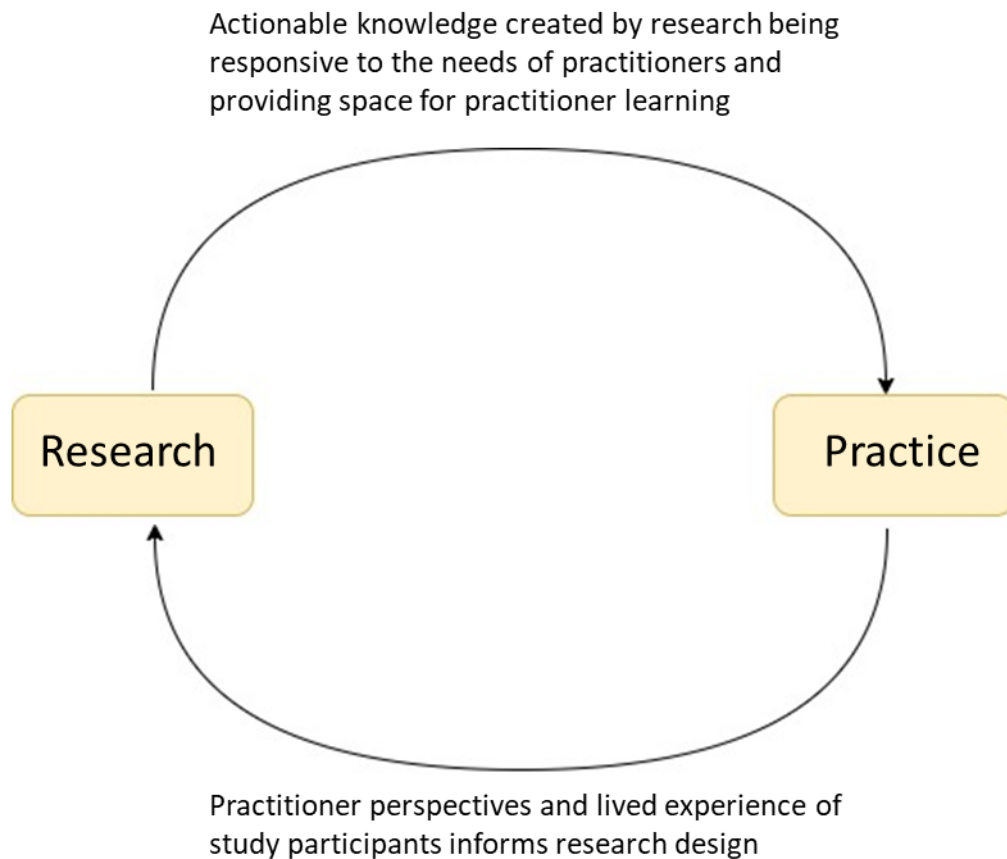 Actionable knowledge created by research being
responsive to the needs of practitioners and
providing space for practitioner learning
Research
Practice
Practitioner perspectives and lived experience of
study participants informs research design